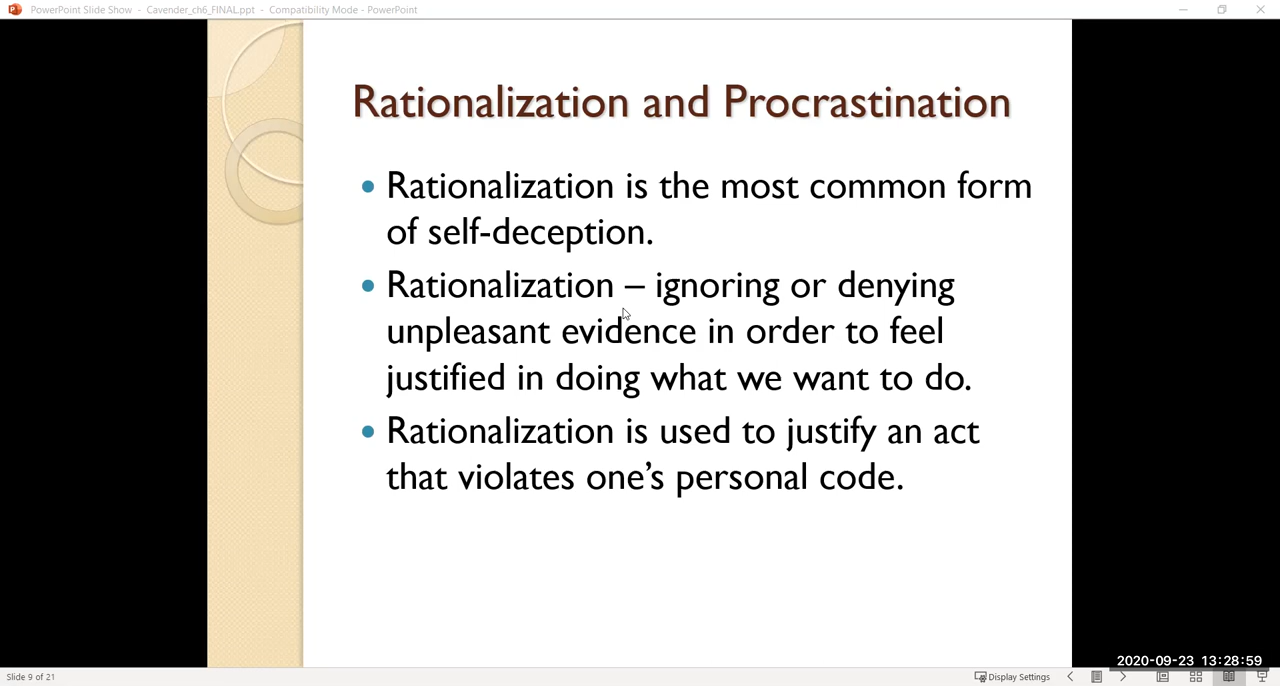 PowerPoint Slide Show - Cavender_ch6_FINAL.ppt - Compatibility Mode - PowerPoint
Rationalization and Procrastination
• Rationalization is the most common form
of self-deception.
• Rationalization – ignoring or denying
unpleasant evidence in order to feel
justified in doing what we want to do.
• Rationalization is used to justify an act
that violates one’s personal code.
2020-09-23 13:28:59
Slide 9 of 21
Display Settings